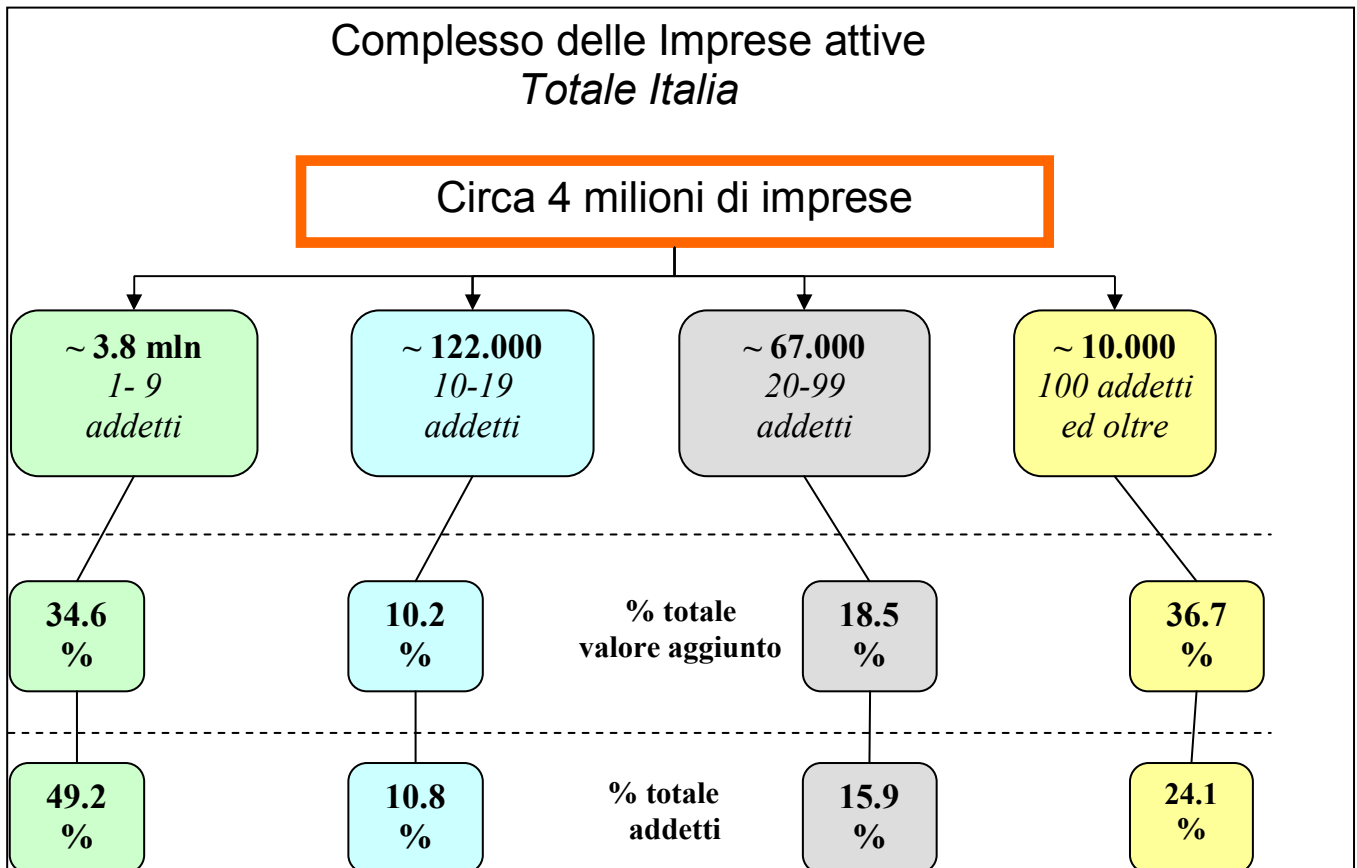 Complesso delle Imprese attive
Totale Italia
Circa 4 milioni di imprese
~ 3.8 mln
1- 9
addetti
~ 122.000
10-19
addetti
~ 67.000
20-99
addetti
~ 10.000
100 addetti
ed oltre
34.6
%
10.2
%
% totale
valore aggiunto
18.5
%
36.7
%
49.2
%
10.8
%
% totale
addetti
15.9
%
24.1
%